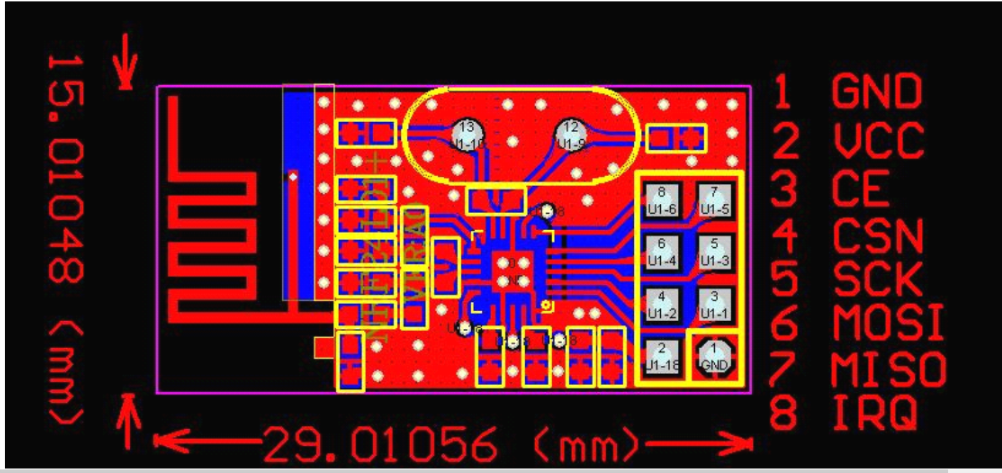 15.01048 (mm)
1 GND
2 VCC
3 CE
4 CSN
5 SCK
6 MOSI
7 MISO
8 IRQ
13
U1-10
12
U1-9
8
U1-6
7
U1-5
6
U1-4
5
U1-3
4
U1-2
3
U1-1
2
U1-18
1
GND
29.01056 (mm)